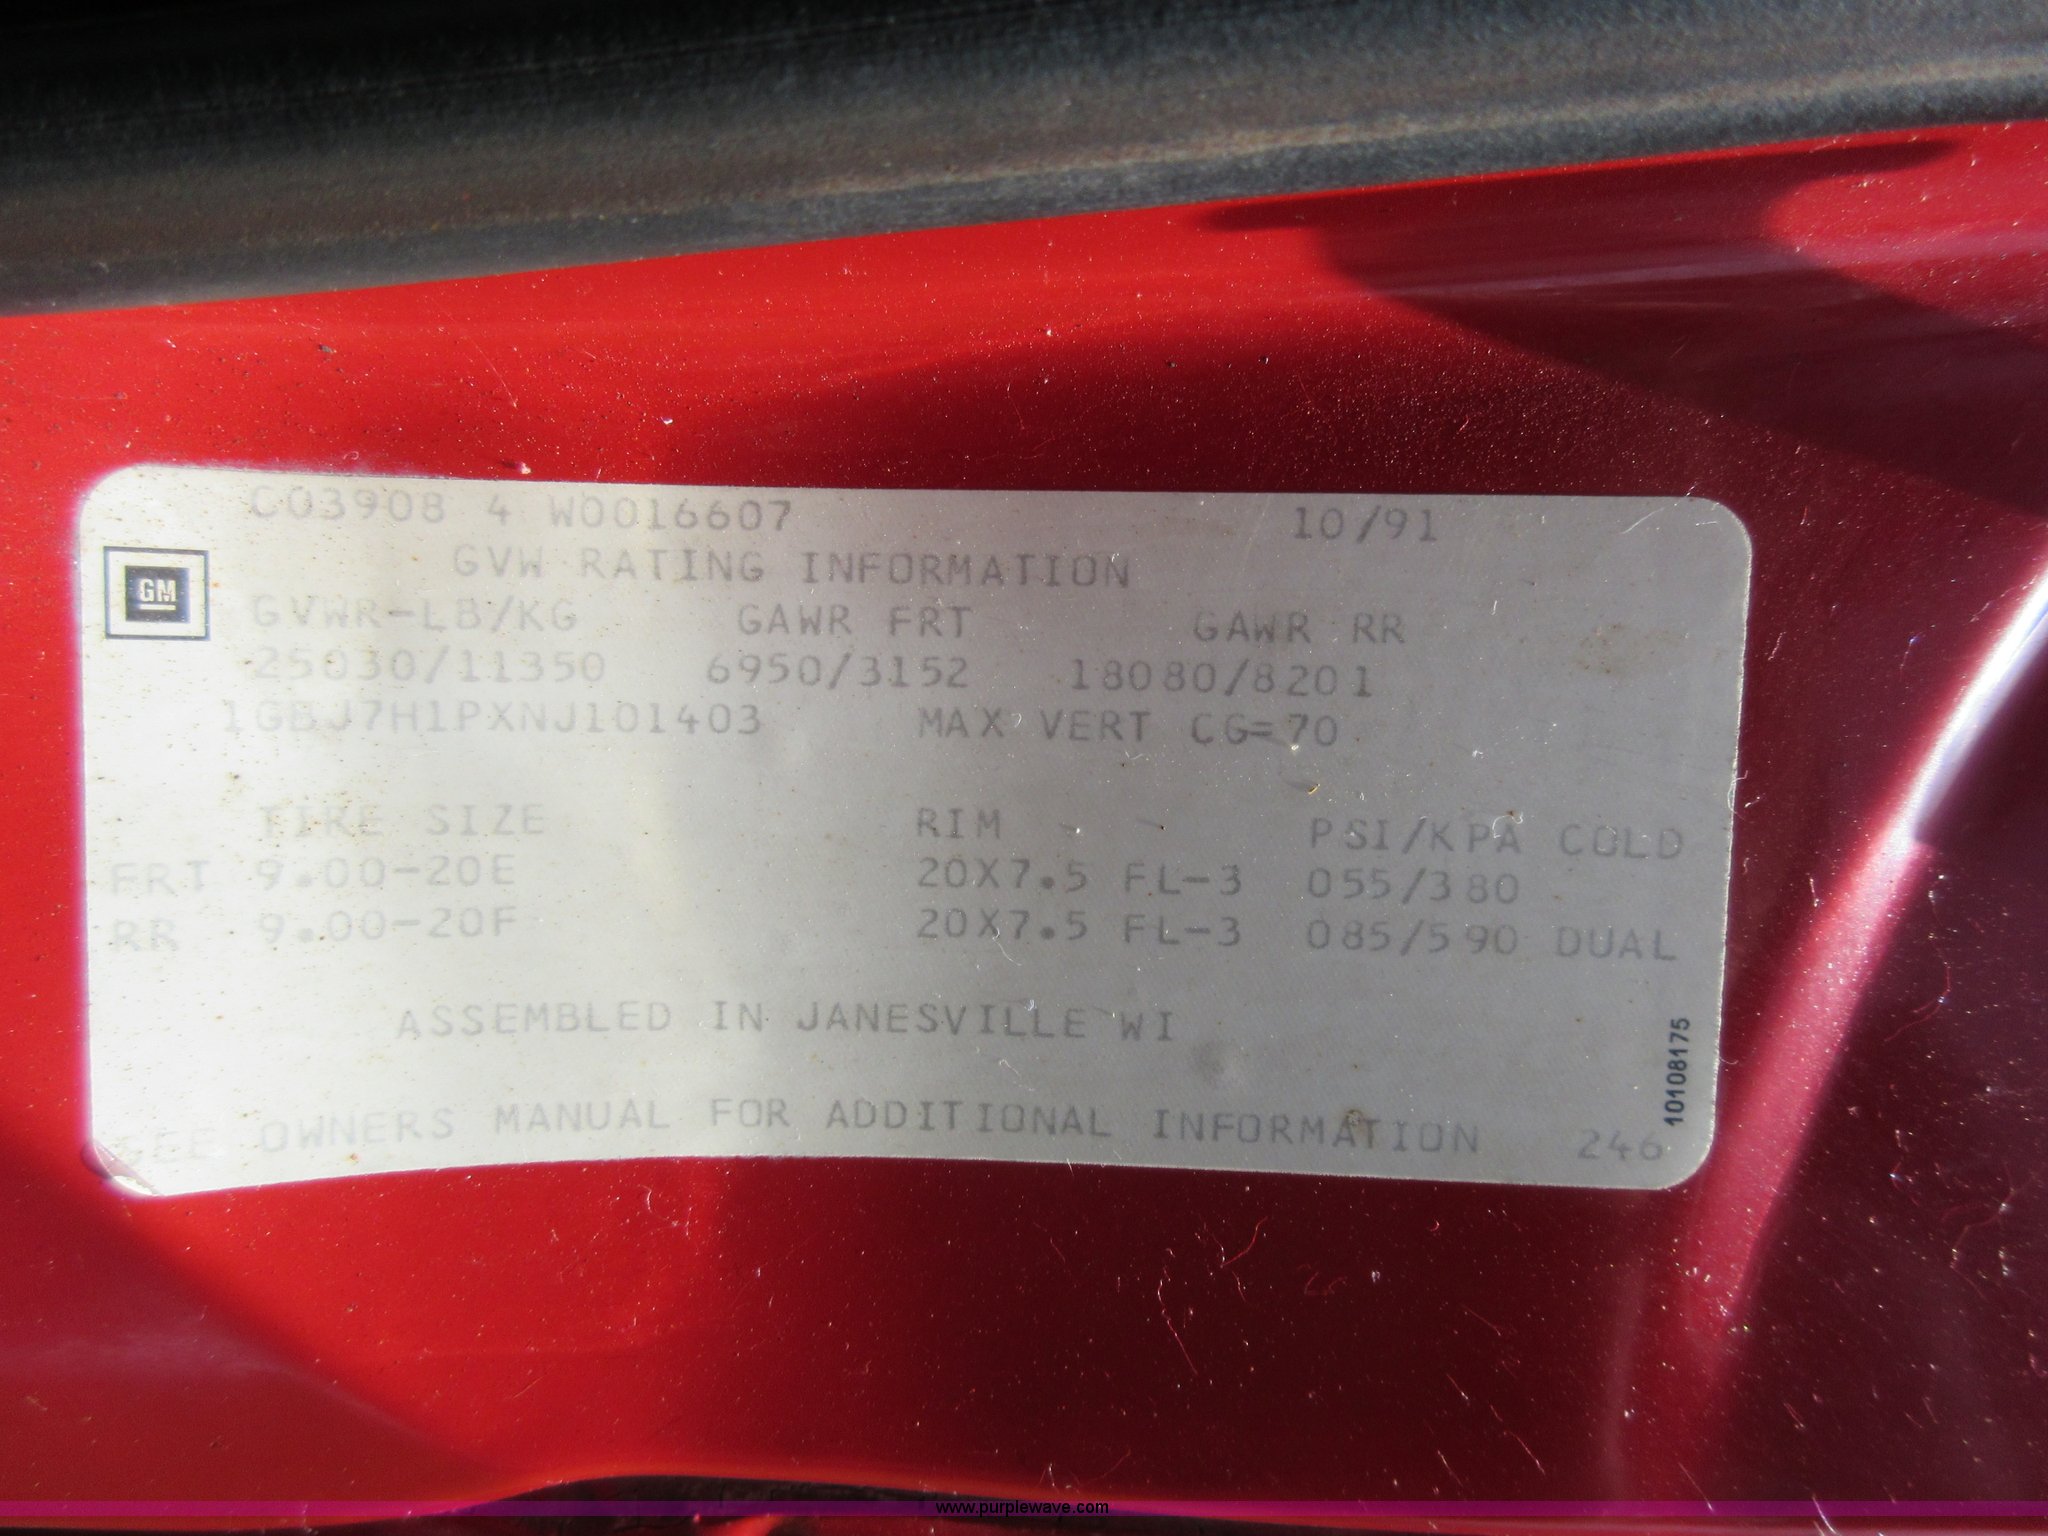 C03908 4 W0016607 10/91
GVW RATING INFORMATION
GM
GVWR-LB/KG GAWR FRT GAWR RR
25030/11350 6950/3152 18080/8201
1GBJ7H1PXNJ101403 MAX VERT CG=70
TIRE SIZE RIM PSI/KPA COLD
FRT 9.00-20E 20X7.5 FL-3 055/380
RR 9.00-20F 20X7.5 FL-3 085/590 DUAL
ASSEMBLED IN JANESVILLE WI
SEE OWNERS MANUAL FOR ADDITIONAL INFORMATION 246
10108175
www.purplewave.com